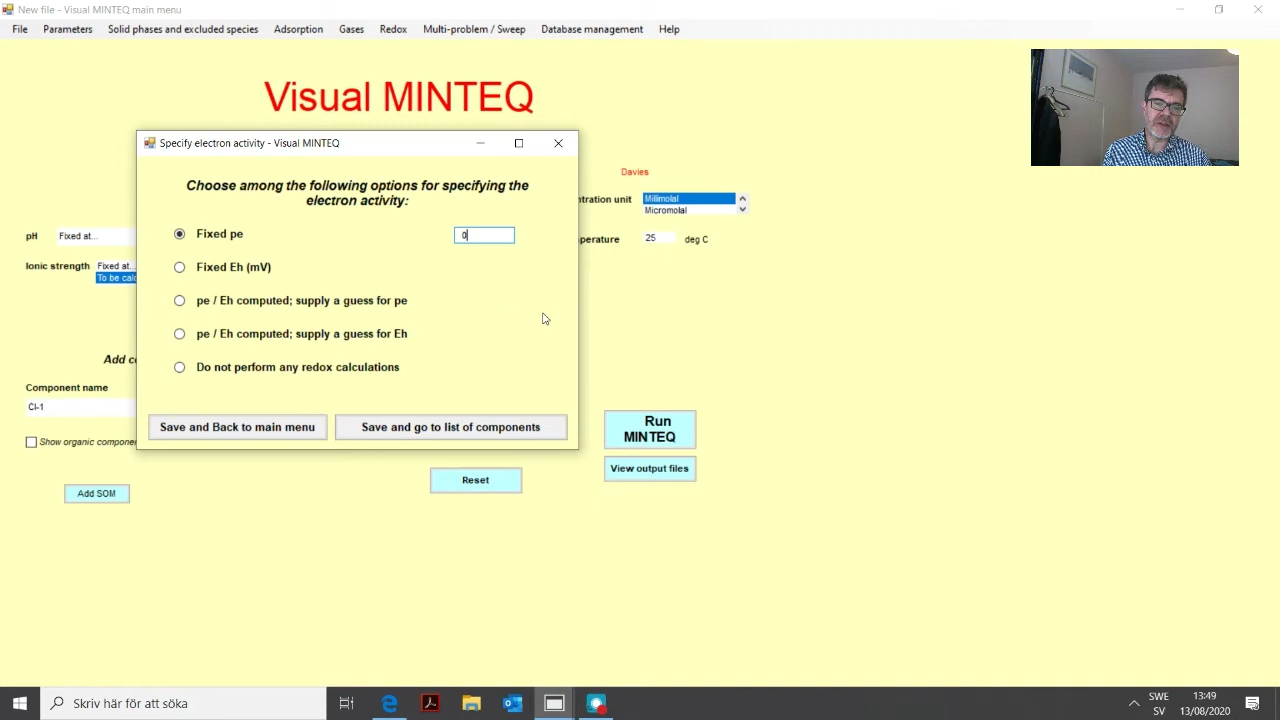 New file - Visual MINTEQ main menu
File Parameters Solid phases and excluded species Adsorption Gases Redox Multi-problem / Sweep Database management Help
Visual MINTEQ
Specify electron activity - Visual MINTEQ
Choose among the following options for specifying the
electron activity:
Fixed pe 0
Fixed Eh (mV)
pe / Eh computed; supply a guess for pe
pe / Eh computed; supply a guess for Eh
Do not perform any redox calculations
Save and Back to main menu Save and go to list of components
Davies
ntration unit Millimolal
Micromolal
perature 25 deg C
pH Fixed at...
Ionic strength Fixed at...
To be calc
Add co
Component name
Cl-1
Show organic componen
Add SOM
Reset
Run
MINTEQ
View output files
Skriv här för att söka
SWE 13:49
SV 13/08/2020